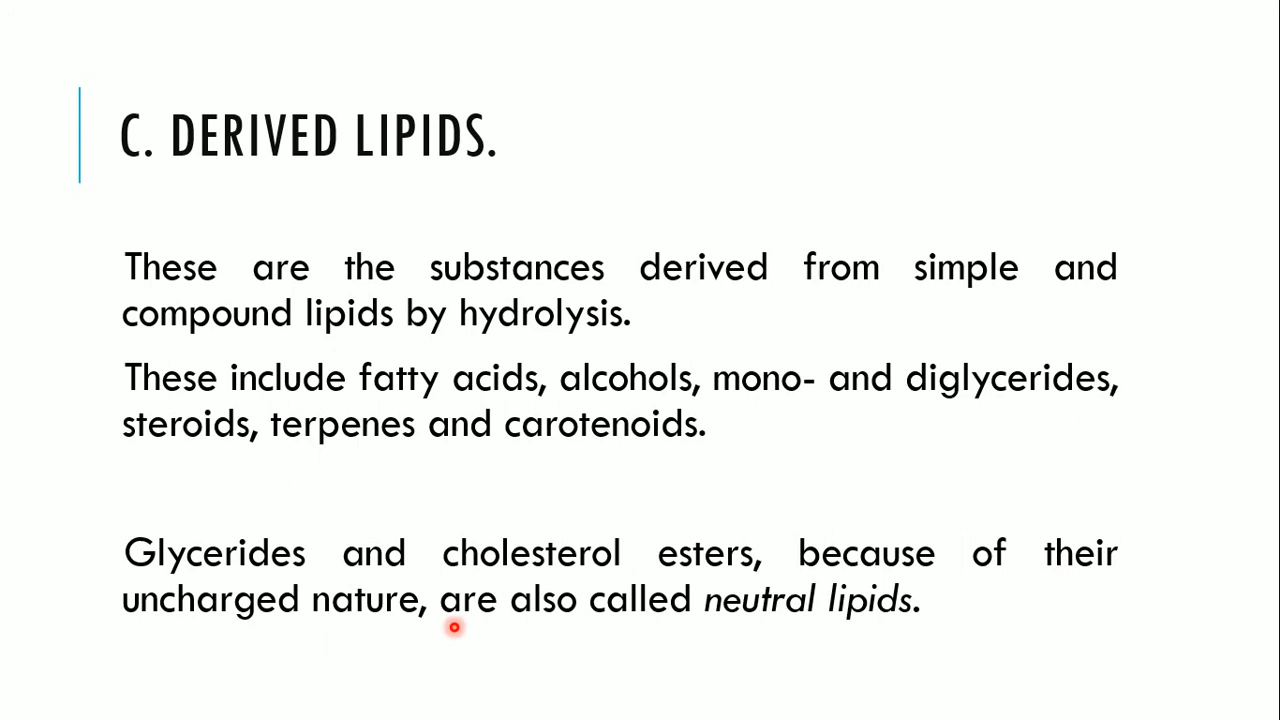 C. DERIVED LIPIDS.
These are the substances derived from simple and
compound lipids by hydrolysis.
These include fatty acids, alcohols, mono- and diglycerides,
steroids, terpenes and carotenoids.
Glycerides and cholesterol esters, because of their
uncharged nature, are also called neutral lipids.